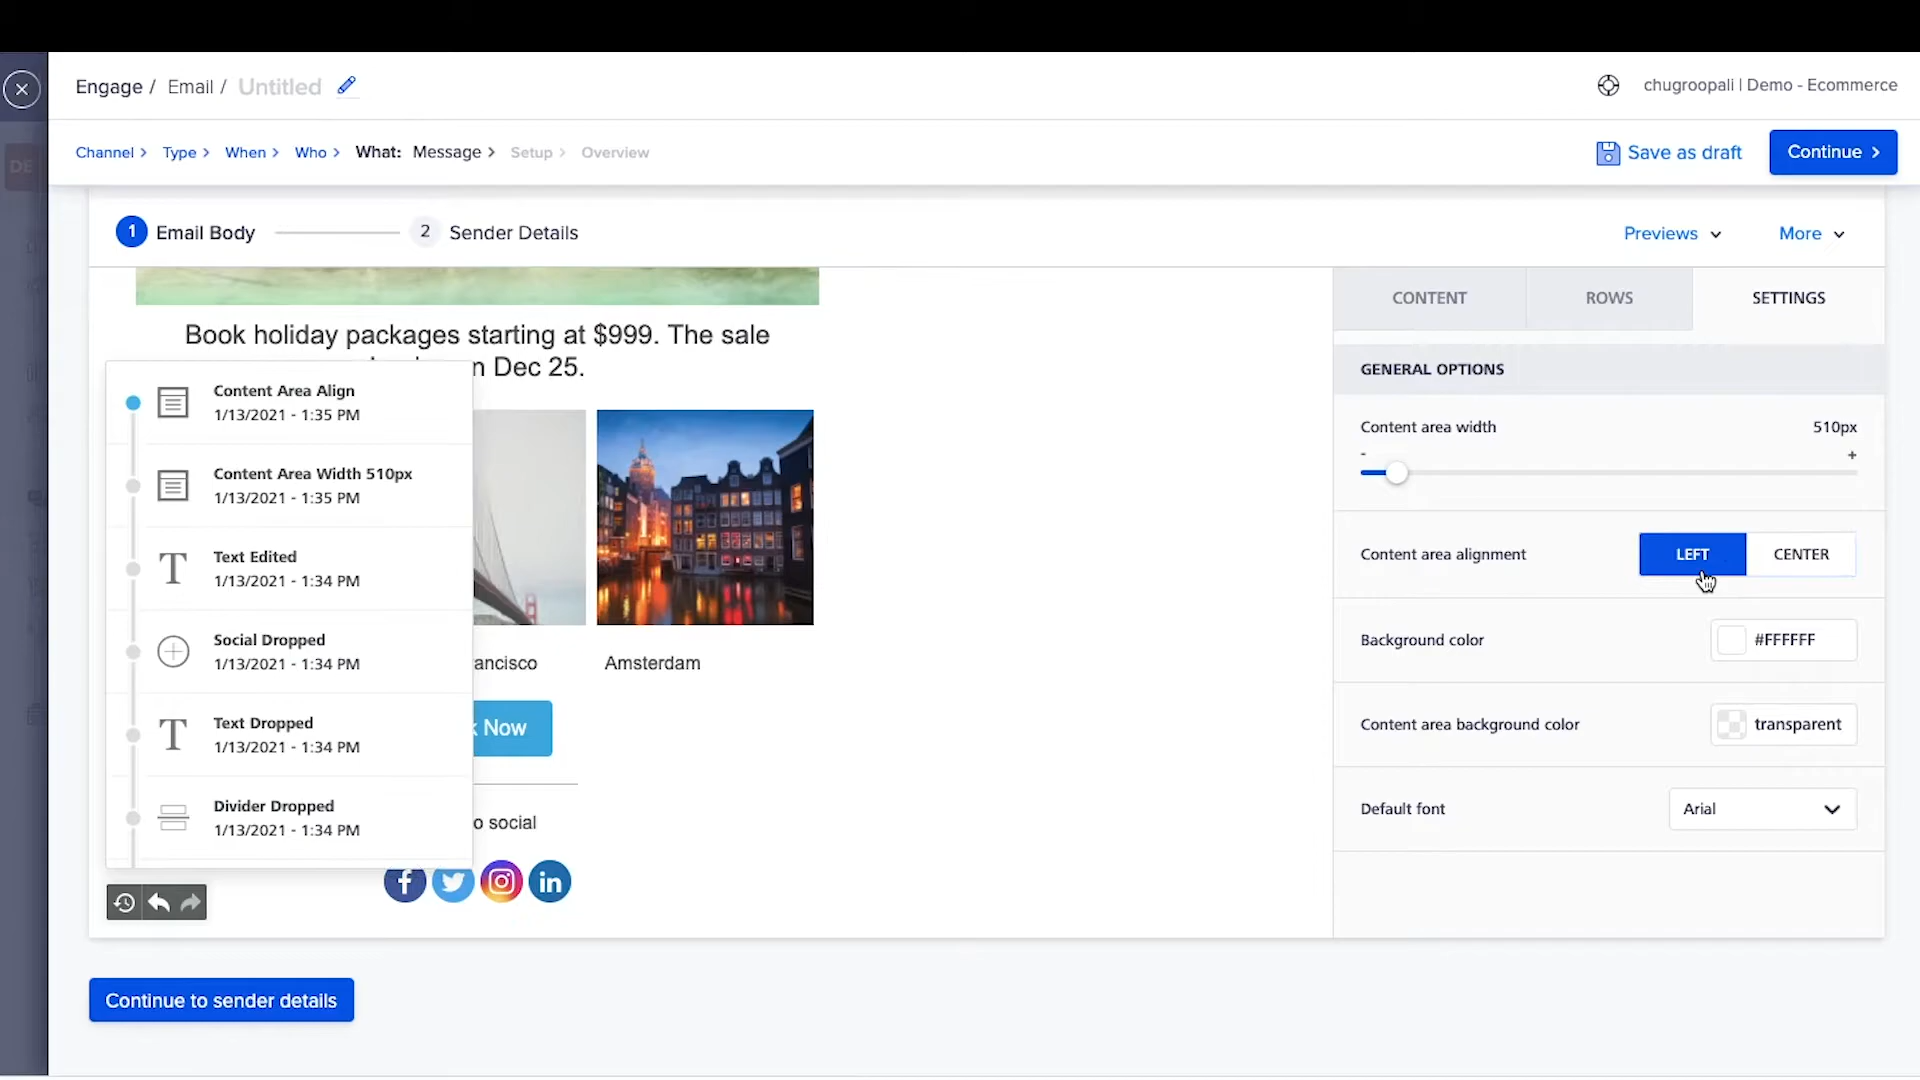 Engage / Email / Untitled
chugroopali | Demo - Ecommerce
DE
Channel > Type > When > Who > What: Message > Setup > Overview
Save as draft
Continue >
1 Email Body
2 Sender Details
Previews
More
Book holiday packages starting at $999. The sale
n Dec 25.
Content Area Align
1/13/2021 - 1:35 PM
Content Area Width 510px
1/13/2021 - 1:35 PM
Text Edited
1/13/2021 - 1:34 PM
Social Dropped
1/13/2021 - 1:34 PM
Text Dropped
1/13/2021 - 1:34 PM
Divider Dropped
1/13/2021 - 1:34 PM
ancisco
Amsterdam
k Now
o social
f
in
CONTENT
ROWS
SETTINGS
GENERAL OPTIONS
Content area width
510px
- +
Content area alignment
LEFT
CENTER
Background color
#FFFFFF
Content area background color
transparent
Default font
Arial
Continue to sender details